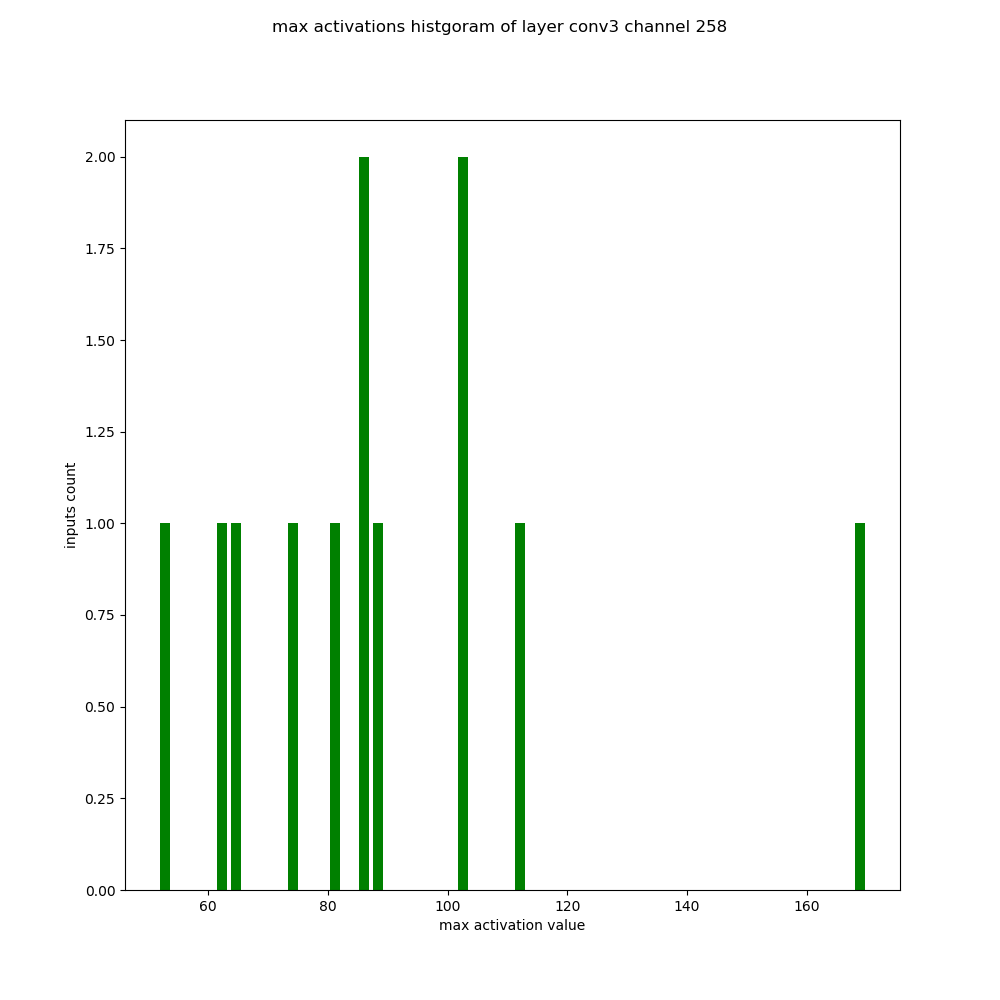 max activations histgoram of layer conv3 channel 258
2.00
1.75
1.50
1.25
1.00
0.75
0.50
0.25
0.00
inputs count
60 80 100 120 140 160
max activation value